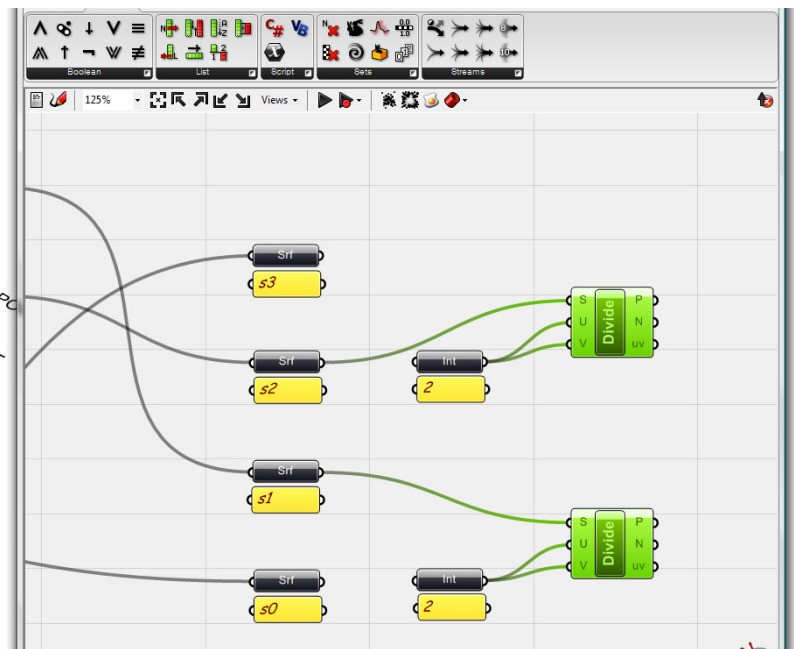 Boolean List Script Sets Streams
125% Views
Srf
s3
S P
U Divide N
V uv
Srf Int
s2 2
Srf
s1
S P
U Divide N
V uv
Srf Int
s0 2